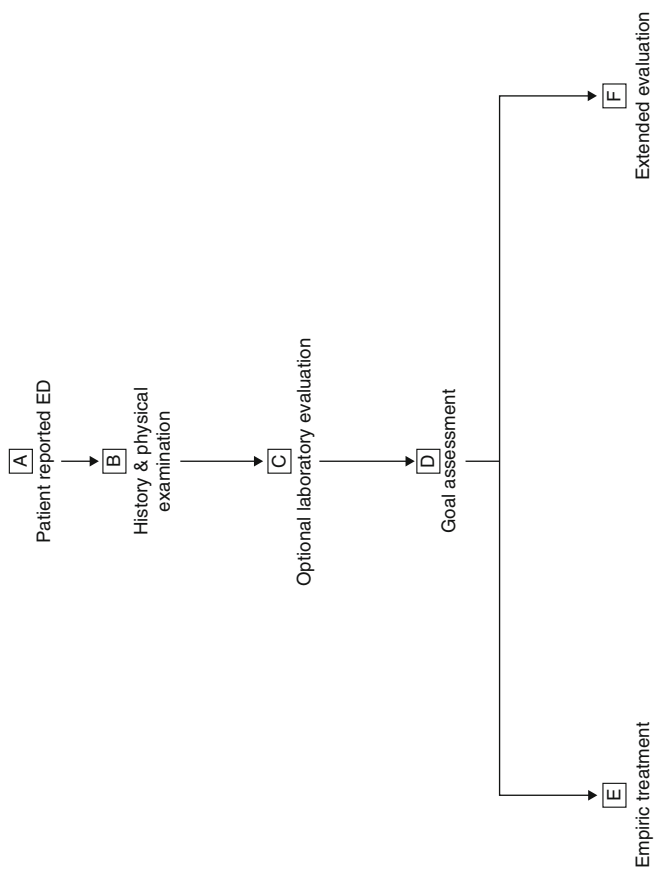 A
Patient reported ED
B
History & physical
examination
C
Optional laboratory evaluation
D
Goal assessment
E
Empiric treatment
F
Extended evaluation